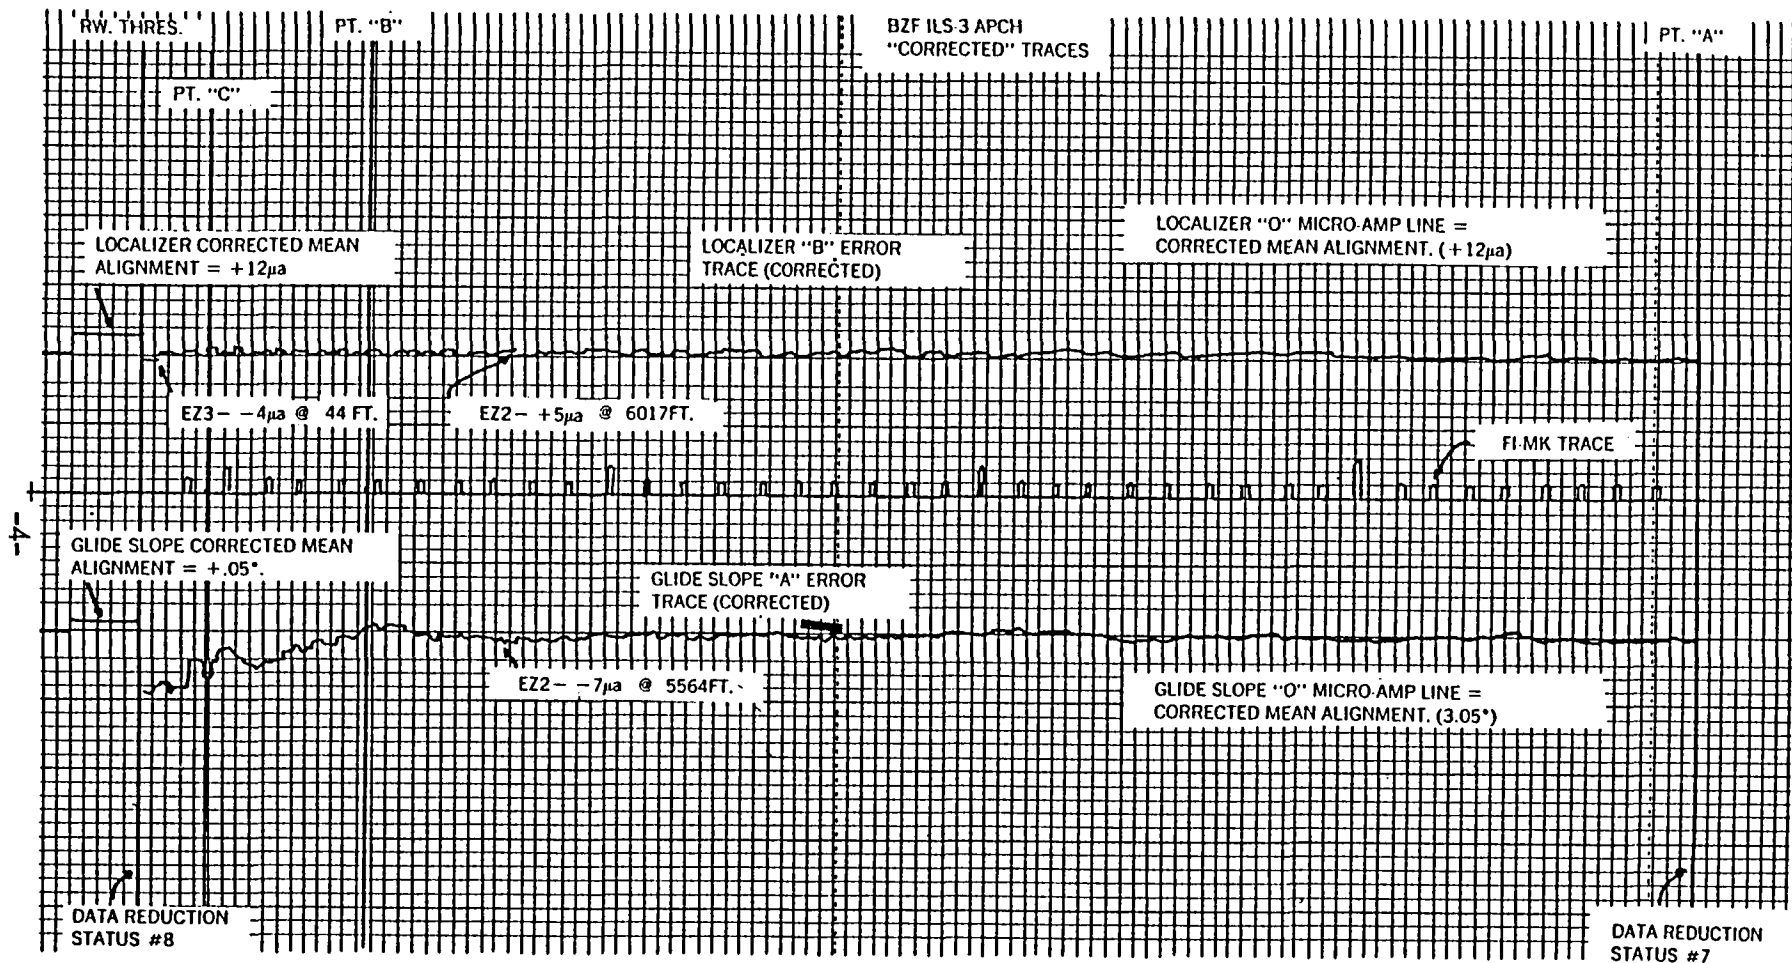 RW. THRES.
PT. "B"
BZF ILS-3 APCH
"CORRECTED" TRACES
PT. "A"
PT. "C"
LOCALIZER CORRECTED MEAN
ALIGNMENT = +12μa
LOCALIZER "B" ERROR
TRACE (CORRECTED)
LOCALIZER "O" MICRO-AMP LINE =
CORRECTED MEAN ALIGNMENT. (+12μa)
EZ3- -4μa @ 44 FT.
EZ2- +5μa @ 6017FT.
FI-MK TRACE
-4-
GLIDE SLOPE CORRECTED MEAN
ALIGNMENT = +.05°.
GLIDE SLOPE "A" ERROR
TRACE (CORRECTED)
EZ2- -7μa @ 5564FT.
GLIDE SLOPE "O" MICRO-AMP LINE =
CORRECTED MEAN ALIGNMENT. (3.05°)
DATA REDUCTION
STATUS #8
DATA REDUCTION
STATUS #7